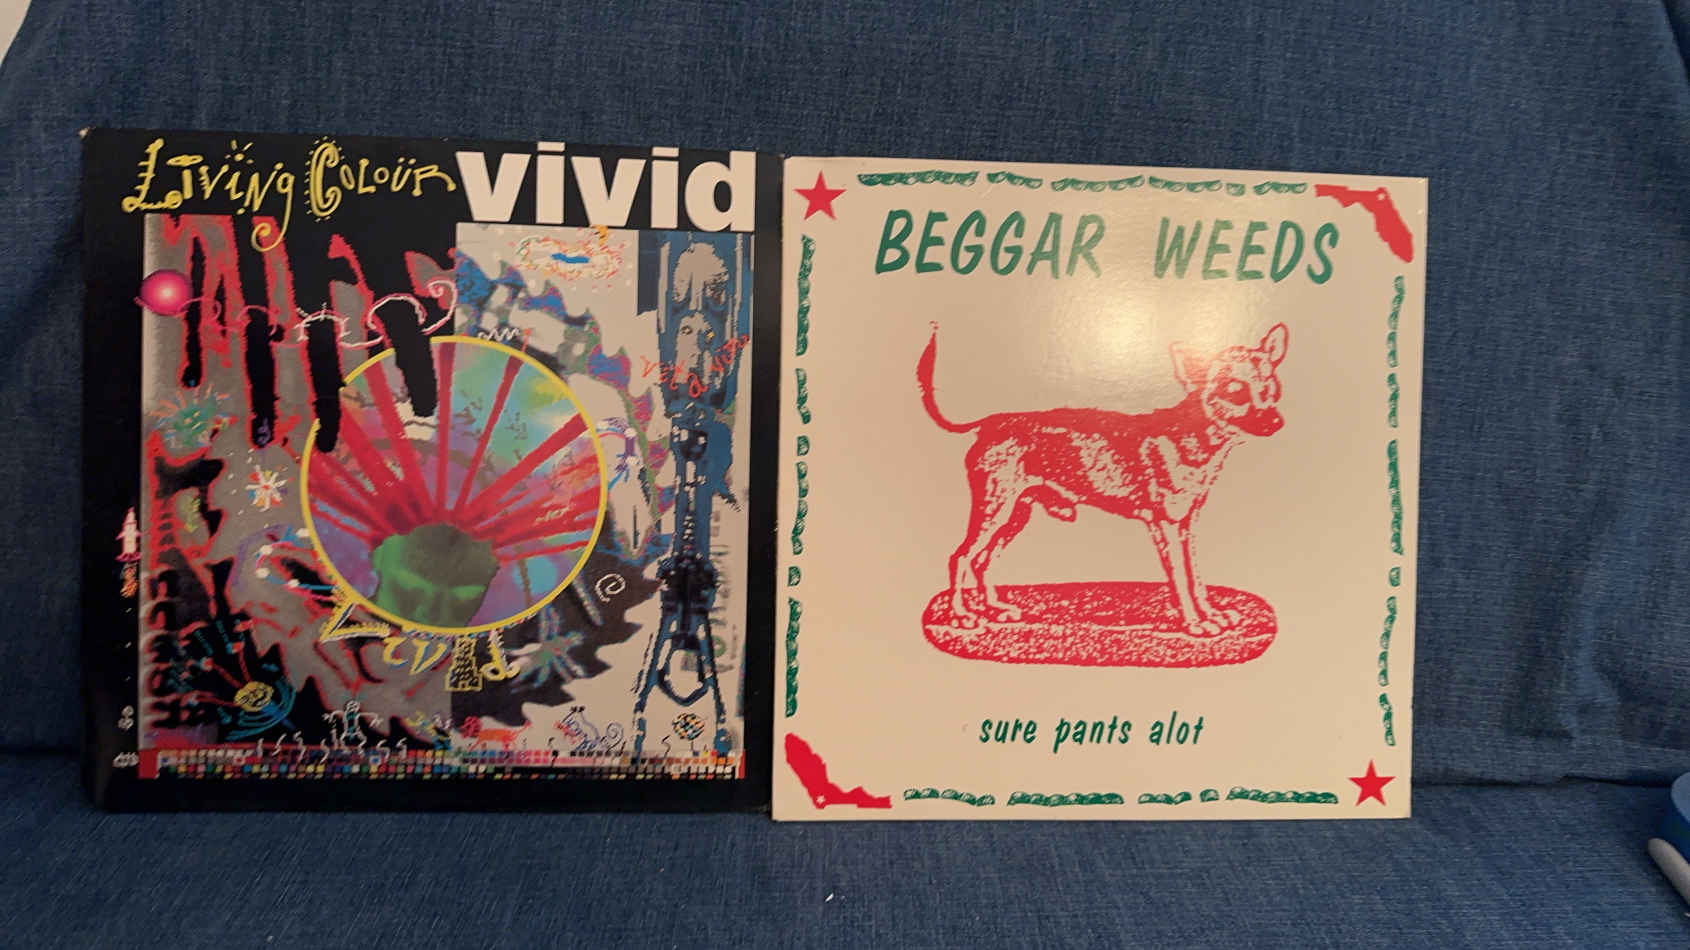 LiViNg COLOUR
vivid
BEGGAR WEEDS
sure pants alot